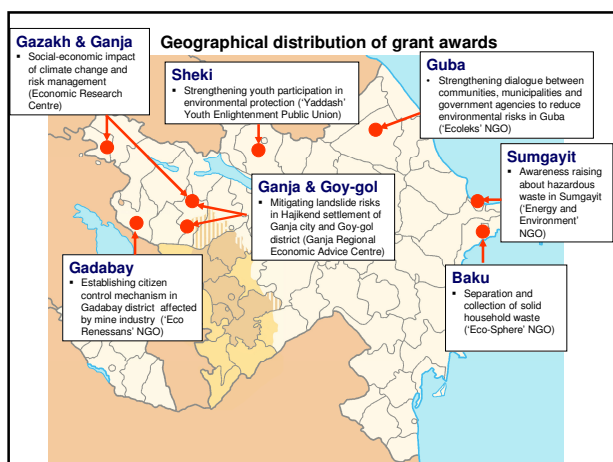 Geographical distribution of grant awards
Gazakh & Ganja
▪ Social-economic impact
of climate change and
risk management
(Economic Research
Centre)
Sheki
▪ Strengthening youth participation in
environmental protection ('Yaddash'
Youth Enlightenment Public Union)
Guba
• Strengthening dialogue between
communities, municipalities and
government agencies to reduce
environmental risks in Guba
('Ecoleks' NGO)
Sumgayit
▪ Awareness raising
about hazardous
waste in Sumgayit
('Energy and
Environment' NGO)
Ganja & Goy-gol
▪ Mitigating landslide risks
in Hajikend settlement of
Ganja city and Goy-gol
district (Ganja Regional
Economic Advice Centre)
Gadabay
▪ Establishing citizen
control mechanism in
Gadabay district affected
by mine industry ('Eco
Renessans' NGO)
Baku
▪ Separation and
collection of solid
household waste
('Eco-Sphere' NGO)